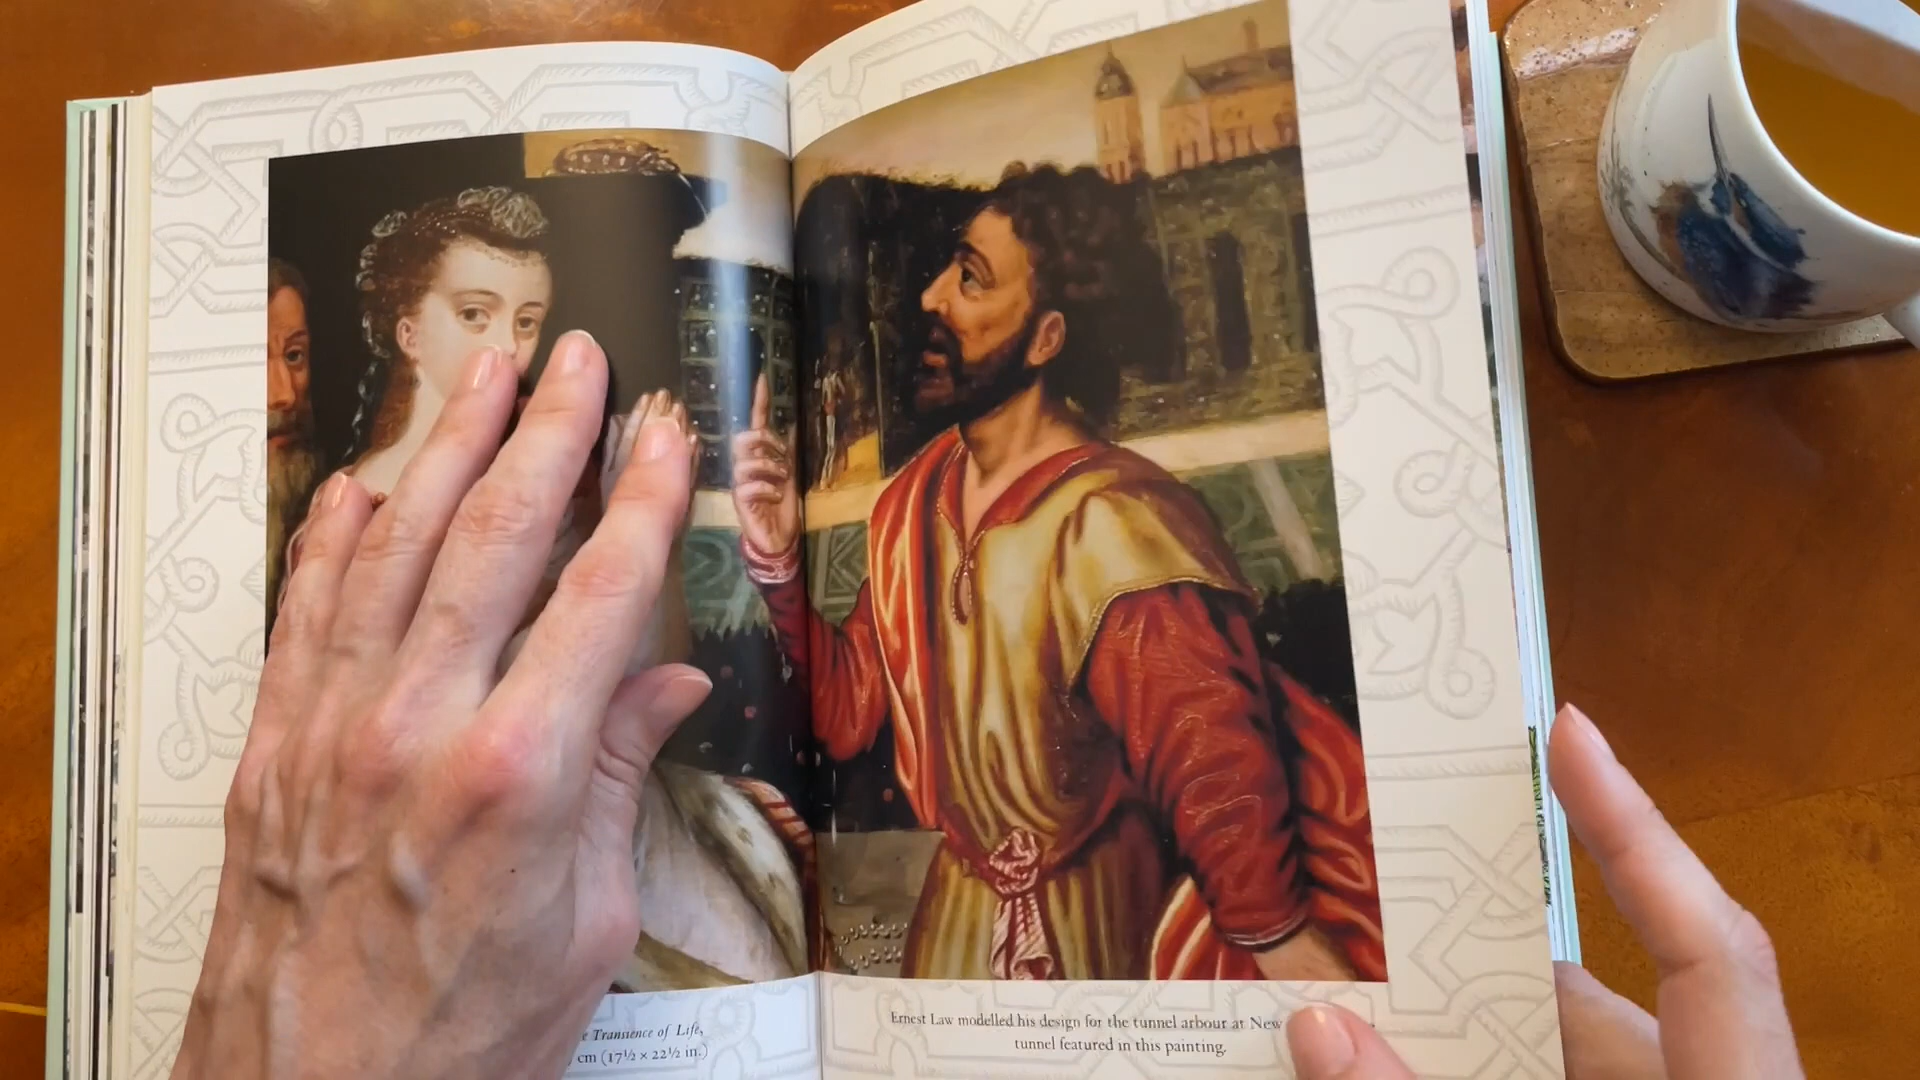 e Transience of Life,
cm (17½ × 22½ in.)
Ernest Law modelled his design for the tunnel arbour at New
tunnel featured in this painting.